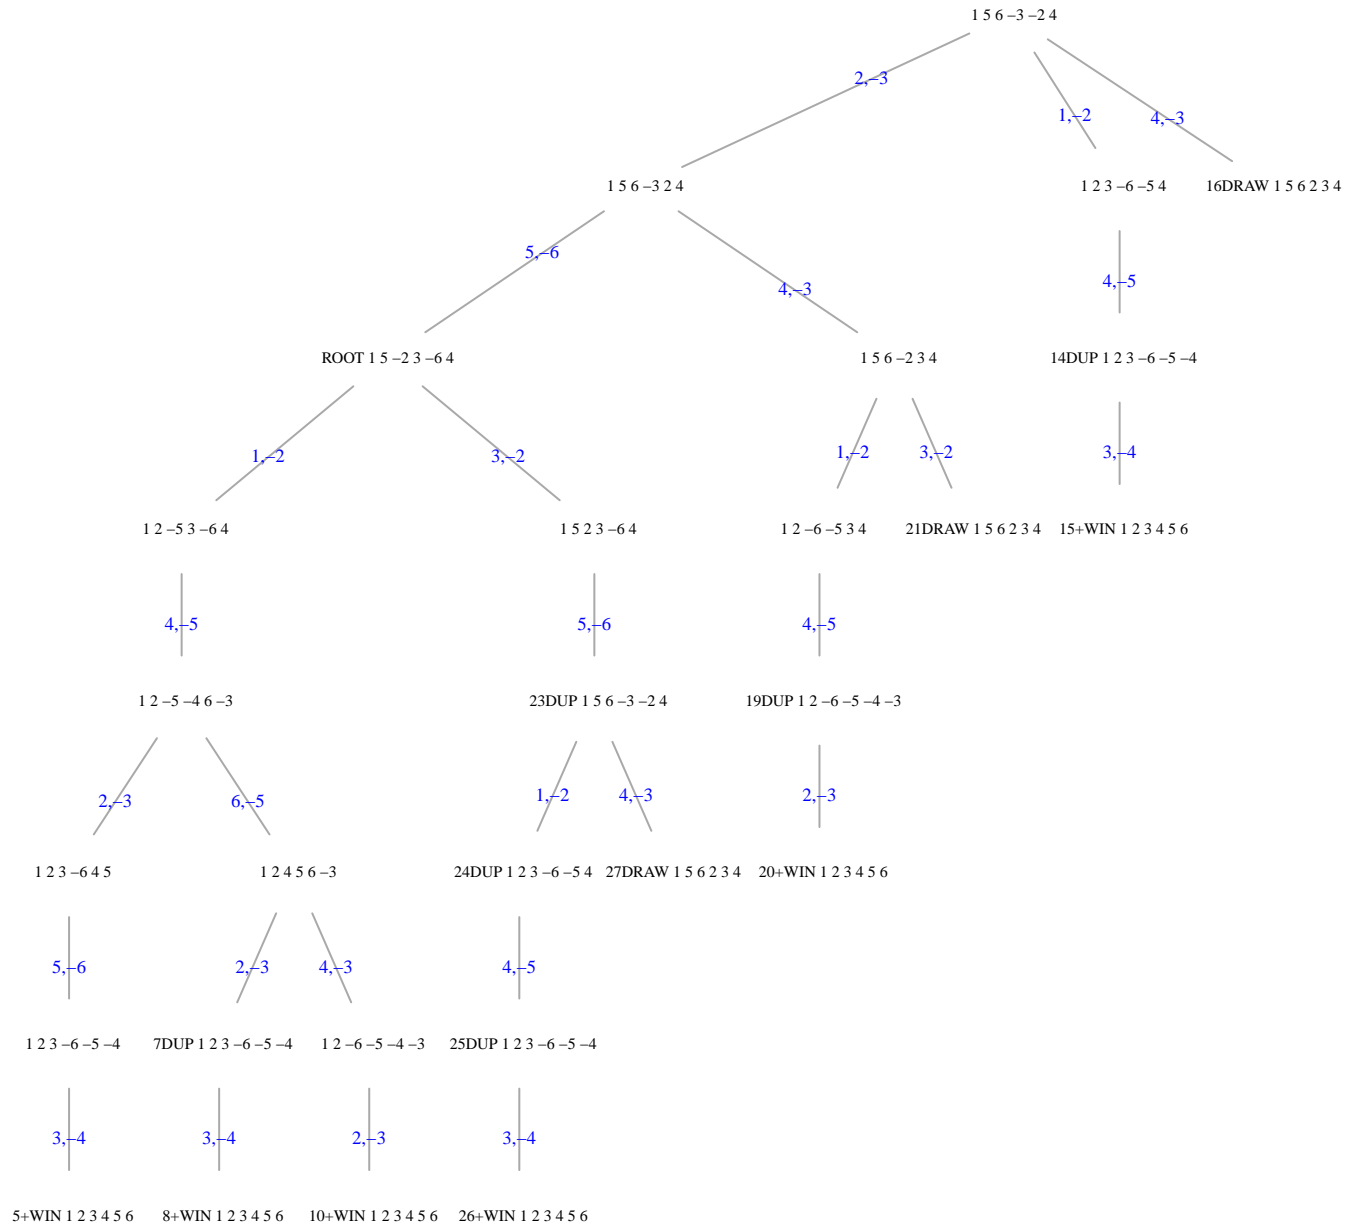 1 5 6 –3 –2 4
2,–3
1,–2
4,–3
1 5 6 –3 2 4
1 2 3 –6 –5 4
16DRAW 1 5 6 2 3 4
5,–6
4,–3
4,–5
ROOT 1 5 –2 3 –6 4
1 5 6 –2 3 4
14DUP 1 2 3 –6 –5 –4
1,–2
3,–2
1,–2
3,–2
3,–4
1 2 –5 3 –6 4
1 5 2 3 –6 4
1 2 –6 –5 3 4
21DRAW 1 5 6 2 3 4
15+WIN 1 2 3 4 5 6
4,–5
5,–6
4,–5
1 2 –5 –4 6 –3
23DUP 1 5 6 –3 –2 4
19DUP 1 2 –6 –5 –4 –3
2,–3
6,–5
1,–2
4,–3
2,–3
1 2 3 –6 4 5
1 2 4 5 6 –3
24DUP 1 2 3 –6 –5 4
27DRAW 1 5 6 2 3 4
20+WIN 1 2 3 4 5 6
5,–6
2,–3
4,–3
4,–5
1 2 3 –6 –5 –4
7DUP 1 2 3 –6 –5 –4
1 2 –6 –5 –4 –3
25DUP 1 2 3 –6 –5 –4
3,–4
3,–4
2,–3
3,–4
5+WIN 1 2 3 4 5 6
8+WIN 1 2 3 4 5 6
10+WIN 1 2 3 4 5 6
26+WIN 1 2 3 4 5 6